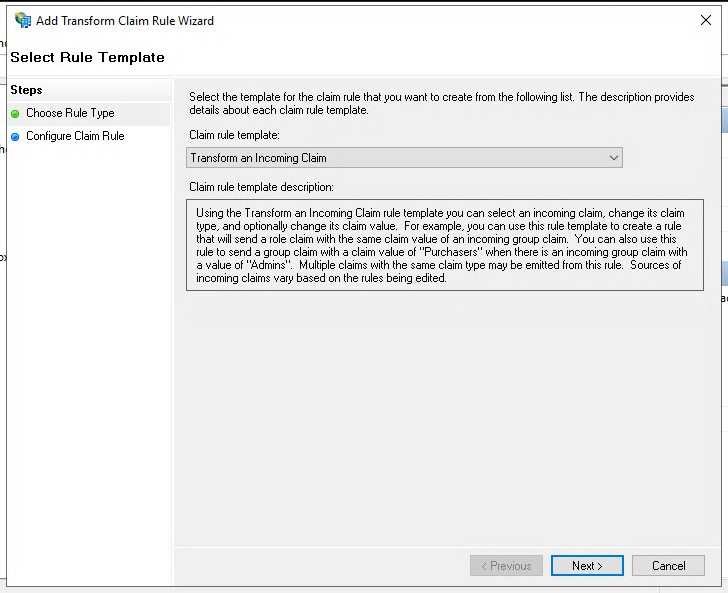 Add Transform Claim Rule Wizard
Select Rule Template
Steps
Choose Rule Type
Configure Claim Rule
Select the template for the claim rule that you want to create from the following list. The description provides
details about each claim rule template.
Claim rule template:
Transform an Incoming Claim
Claim rule template description:
Using the Transform an Incoming Claim rule template you can select an incoming claim, change its claim
type, and optionally change its claim value. For example, you can use this rule template to create a rule
that will send a role claim with the same claim value of an incoming group claim. You can also use this
rule to send a group claim with a claim value of "Purchasers" when there is an incoming group claim with
a value of "Admins". Multiple claims with the same claim type may be emitted from this rule. Sources of
incoming claims vary based on the rules being edited.
< Previous
Next >
Cancel